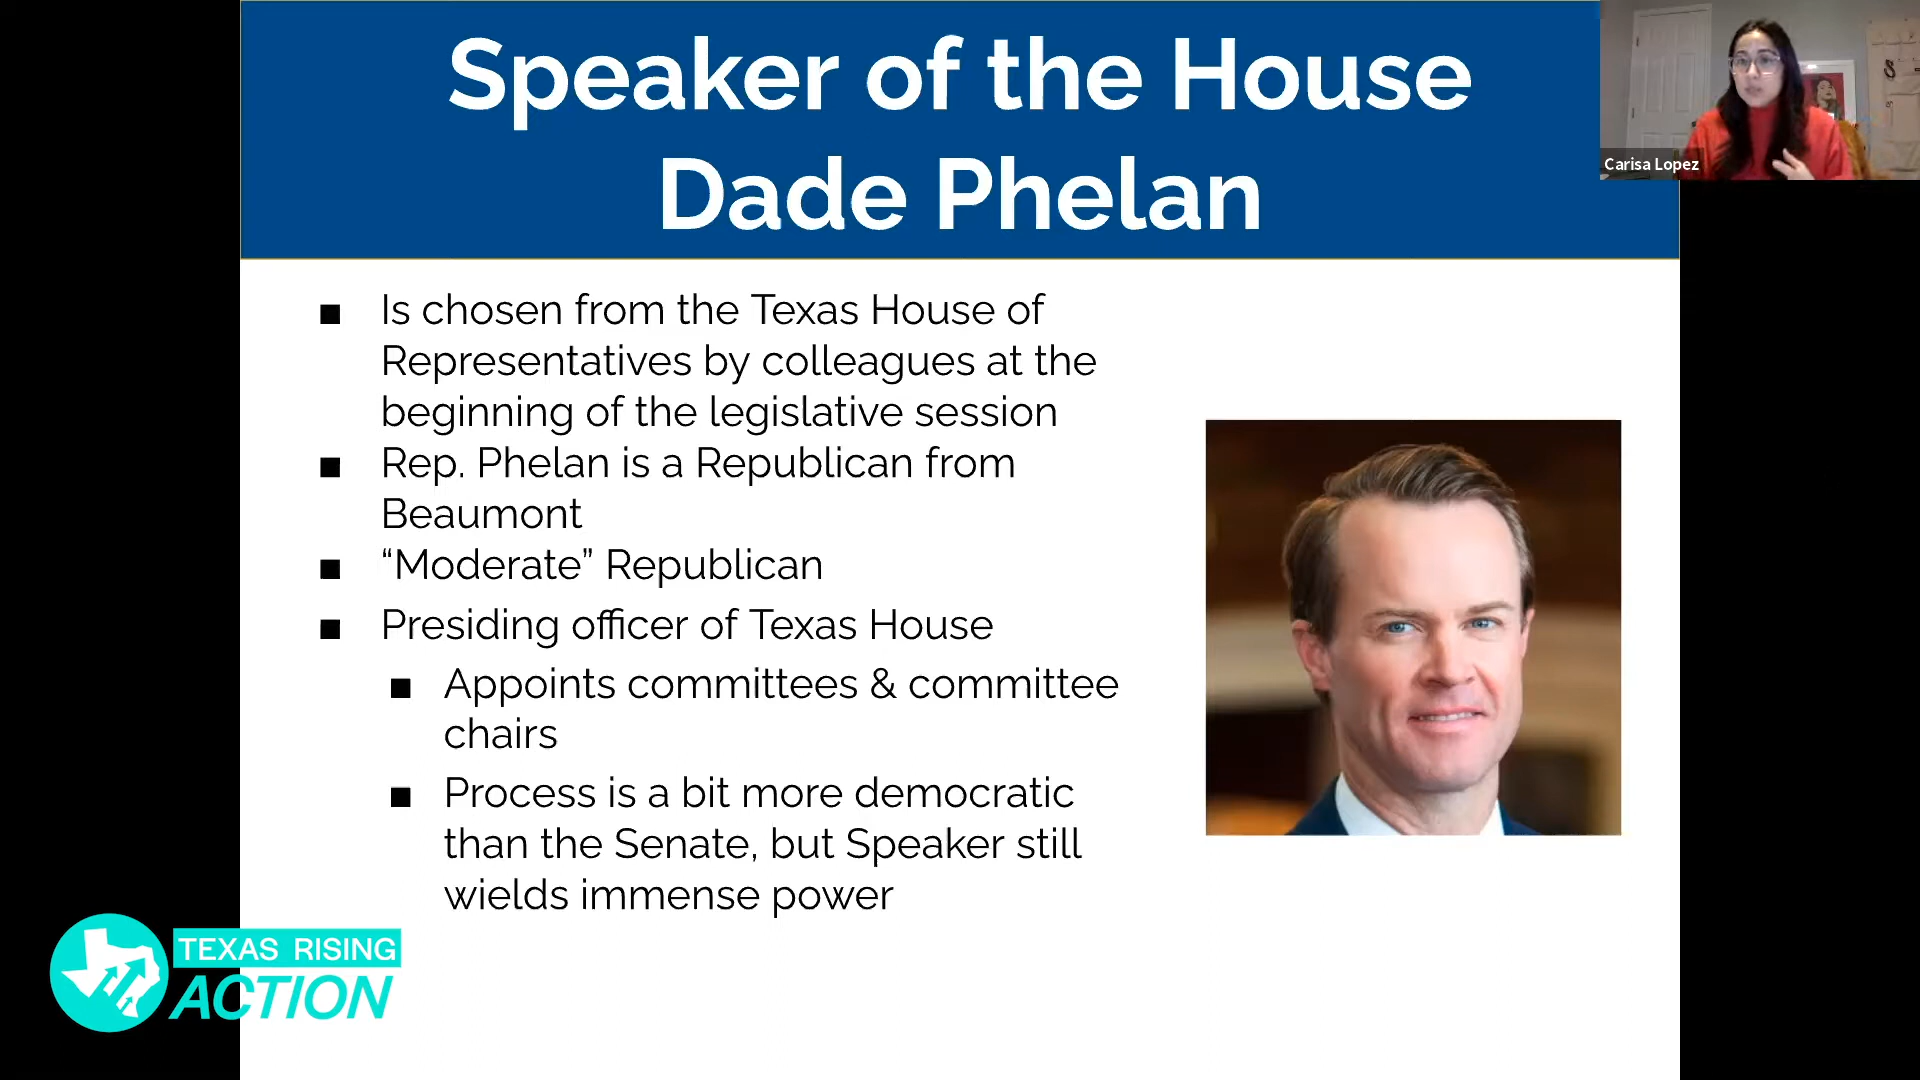 Speaker of the House
Dade Phelan
Carisa Lopez
■ Is chosen from the Texas House of
Representatives by colleagues at the
beginning of the legislative session
■ Rep. Phelan is a Republican from
Beaumont
■ “Moderate” Republican
■ Presiding officer of Texas House
■ Appoints committees & committee
chairs
■ Process is a bit more democratic
than the Senate, but Speaker still
wields immense power
TEXAS RISING
ACTION